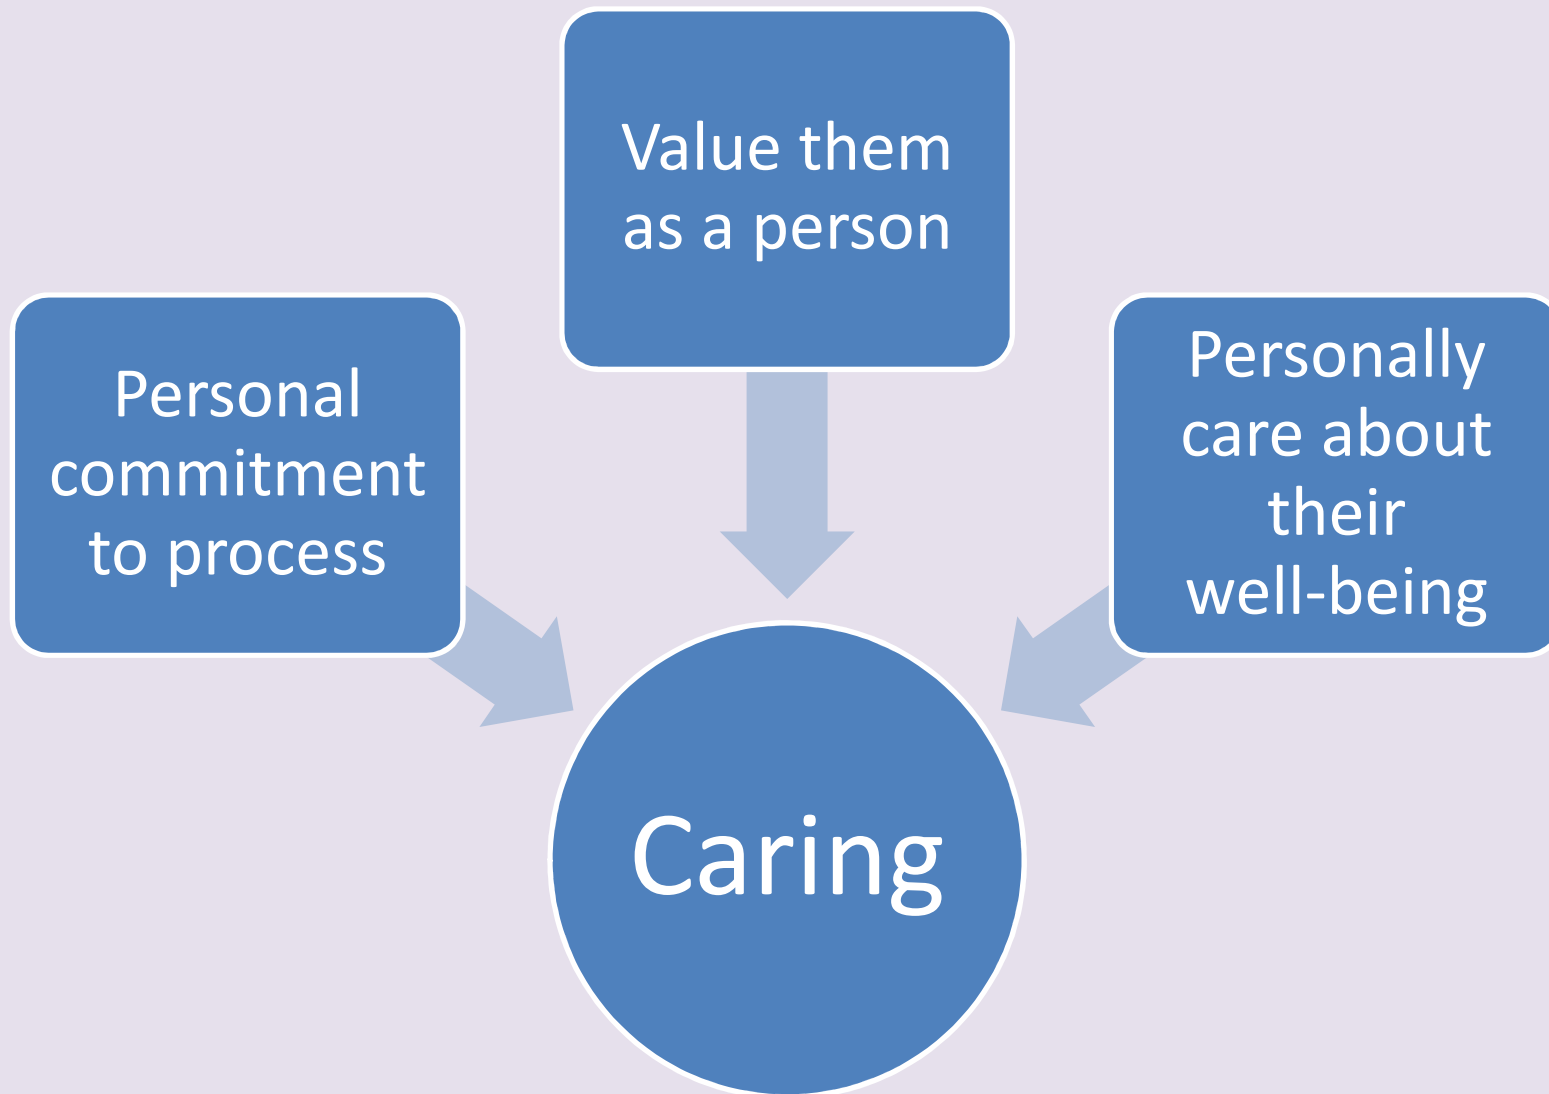 Value them
as a person
Personal
commitment
to process
Personally
care about
their
well-being
Caring